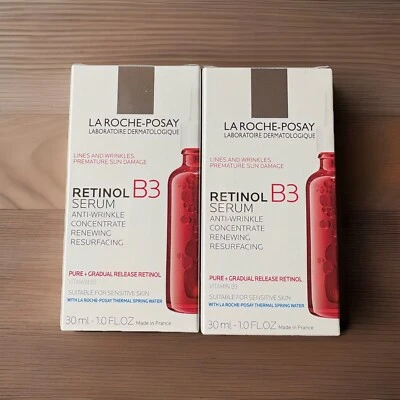 LA ROCHE-POSAY
LABORATOIRE DERMATOLOGIQUE
LINES AND WRINKLES
PREMATURE SUN DAMAGE
RETINOL B3
SERUM
ANTI-WRINKLE
CONCENTRATE
RENEWING
RESURFACING
PURE + GRADUAL RELEASE RETINOL
VITAMIN B3
SUITABLE FOR SENSITIVE SKIN
WITH LA ROCHE-POSAY THERMAL SPRING WATER
30 ml - 1.0 FL.OZ Made in France
LA ROCHE-POSAY
LABORATOIRE DERMATOLOGIQUE
LINES AND WRINKLES
PREMATURE SUN DAMAGE
RETINOL B3
SERUM
ANTI-WRINKLE
CONCENTRATE
RENEWING
RESURFACING
PURE + GRADUAL RELEASE RETINOL
VITAMIN B3
SUITABLE FOR SENSITIVE SKIN
WITH LA ROCHE-POSAY THERMAL SPRING WATER
30 ml - 1.0 FL.OZ Made in France